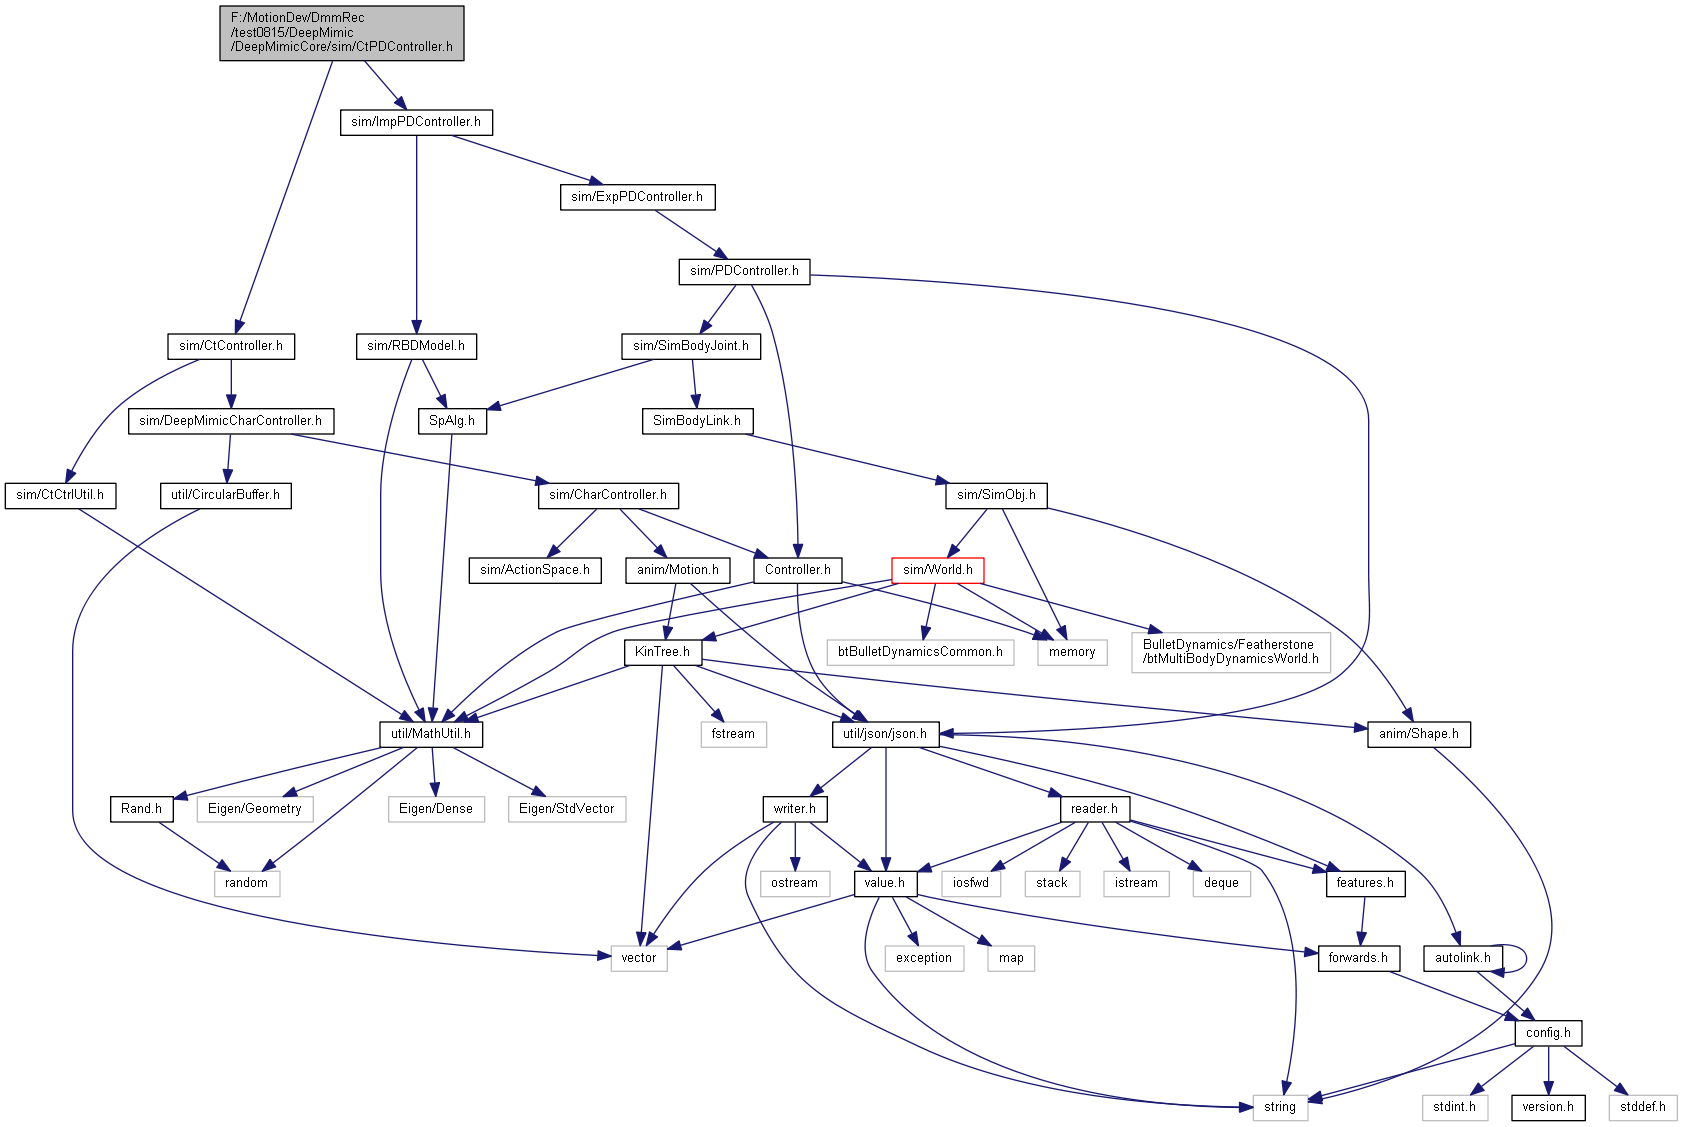 F:/MotionDev/DmmRec
/test0815/DeepMimic
/DeepMimicCore/sim/CtPDController.h
sim/ImpPDController.h
sim/ExpPDController.h
sim/PDController.h
sim/CtController.h
sim/RBDModel.h
sim/SimBodyJoint.h
sim/DeepMimicCharController.h
SpAlg.h
SimBodyLink.h
sim/CtCtrlUtil.h
util/CircularBuffer.h
sim/CharController.h
sim/SimObj.h
sim/ActionSpace.h
anim/Motion.h
Controller.h
sim/World.h
KinTree.h
btBulletDynamicsCommon.h
memory
BulletDynamics/Featherstone
/btMultiBodyDynamicsWorld.h
util/MathUtil.h
fstream
util/json/json.h
anim/Shape.h
Rand.h
Eigen/Geometry
Eigen/Dense
Eigen/StdVector
writer.h
reader.h
random
ostream
value.h
iosfwd
stack
istream
deque
features.h
vector
exception
map
forwards.h
autolink.h
config.h
string
stdint.h
version.h
stddef.h